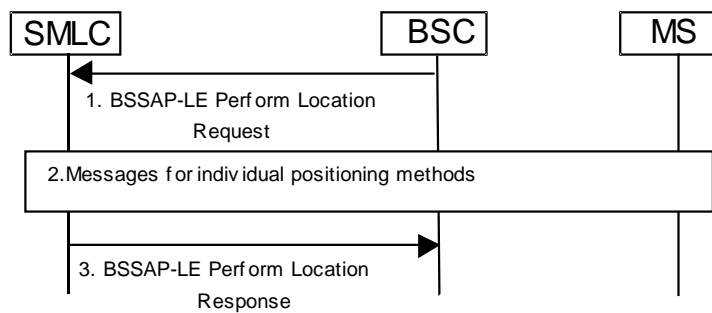 SMLC
BSC
MS
1. BSSAP-LE Perform Location
Request
2.Messages for individual positioning methods
3. BSSAP-LE Perform Location
Response